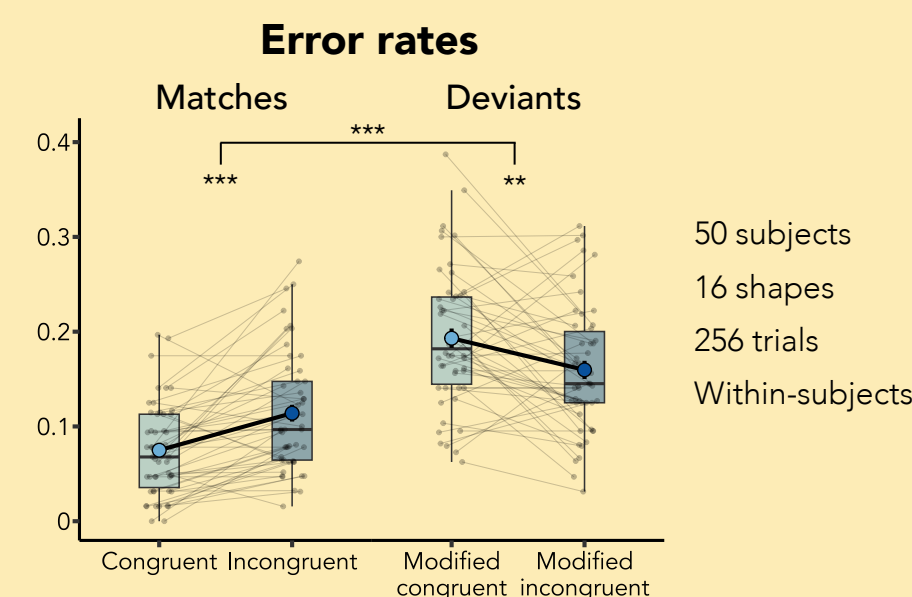 Error rates
Matches
Deviants
0.4
0.3
0.2
0.1
0
***
***
**
50 subjects
16 shapes
256 trials
Within-subjects
Congruent
Incongruent
Modified
congruent
Modified
incongruent